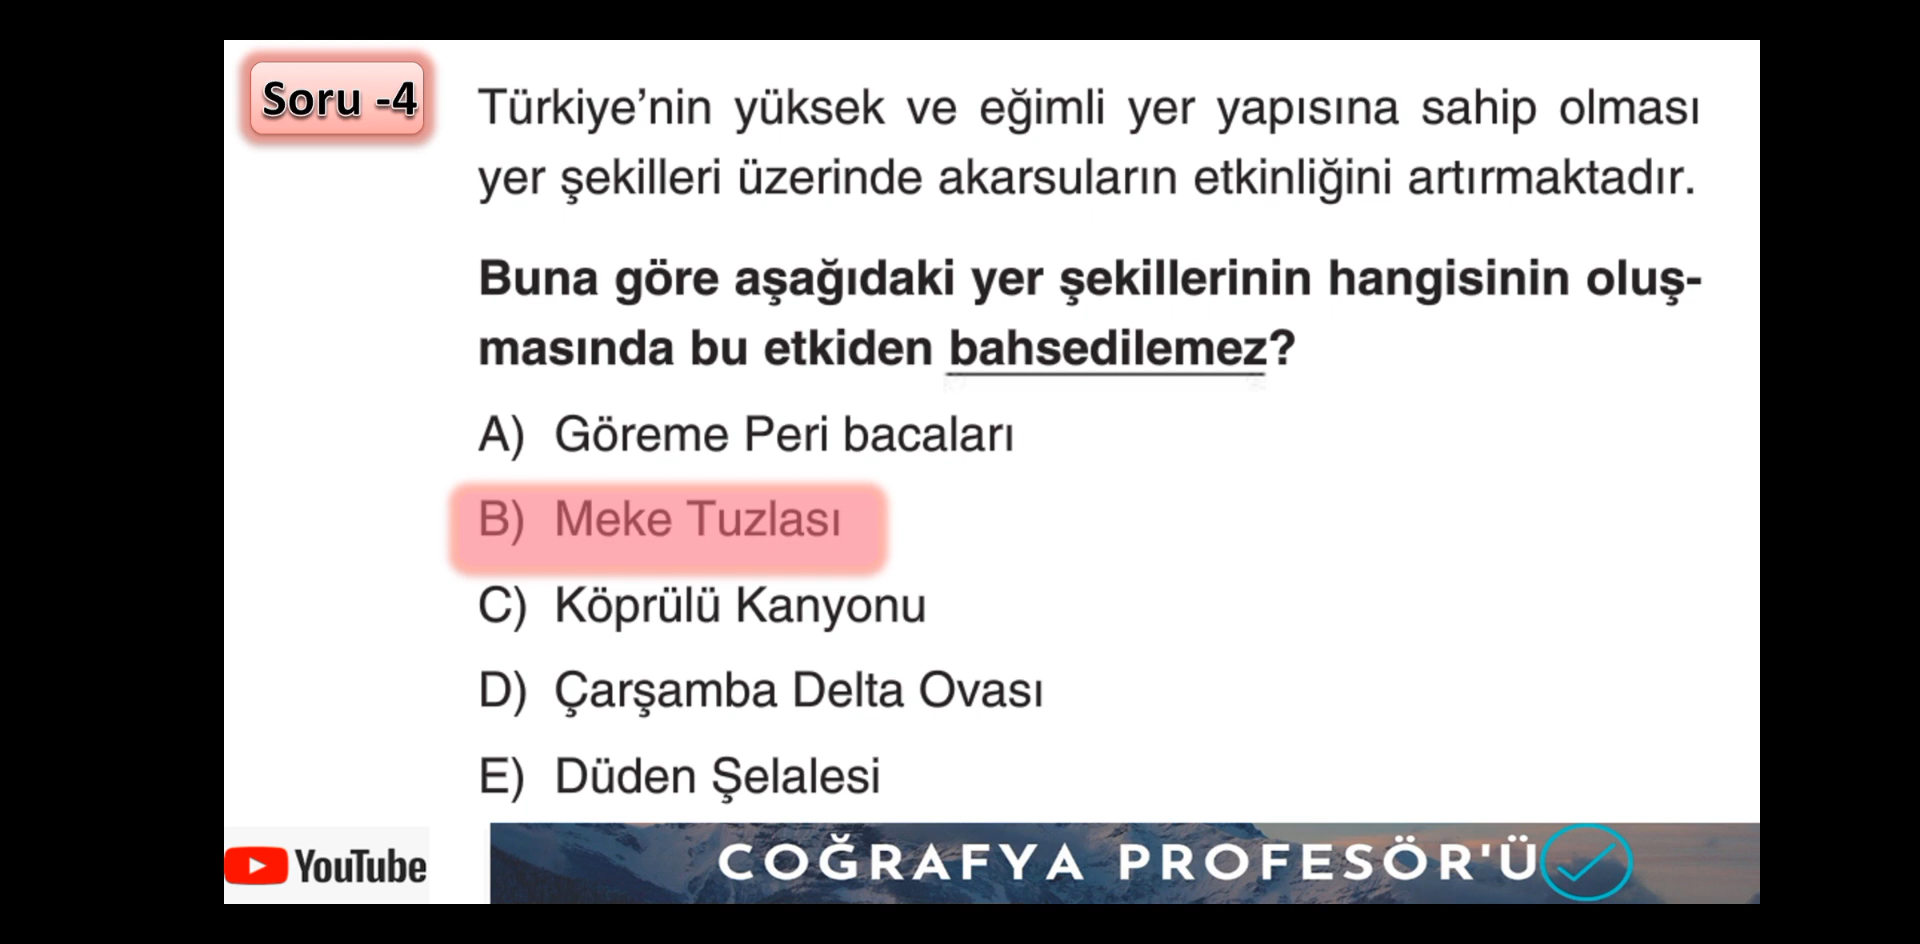 Soru -4
Türkiye’nin yüksek ve eğimli yer yapısına sahip olması
yer şekilleri üzerinde akarsuların etkinliğini artırmaktadır.
Buna göre aşağıdaki yer şekillerinin hangisinin oluş-
masında bu etkiden bahsedilemez?
A) Göreme Peri bacaları
B) Meke Tuzlası
C) Köprülü Kanyonu
D) Çarşamba Delta Ovası
E) Düden Şelalesi
YouTube
COĞRAFYA PROFESÖR'Ü